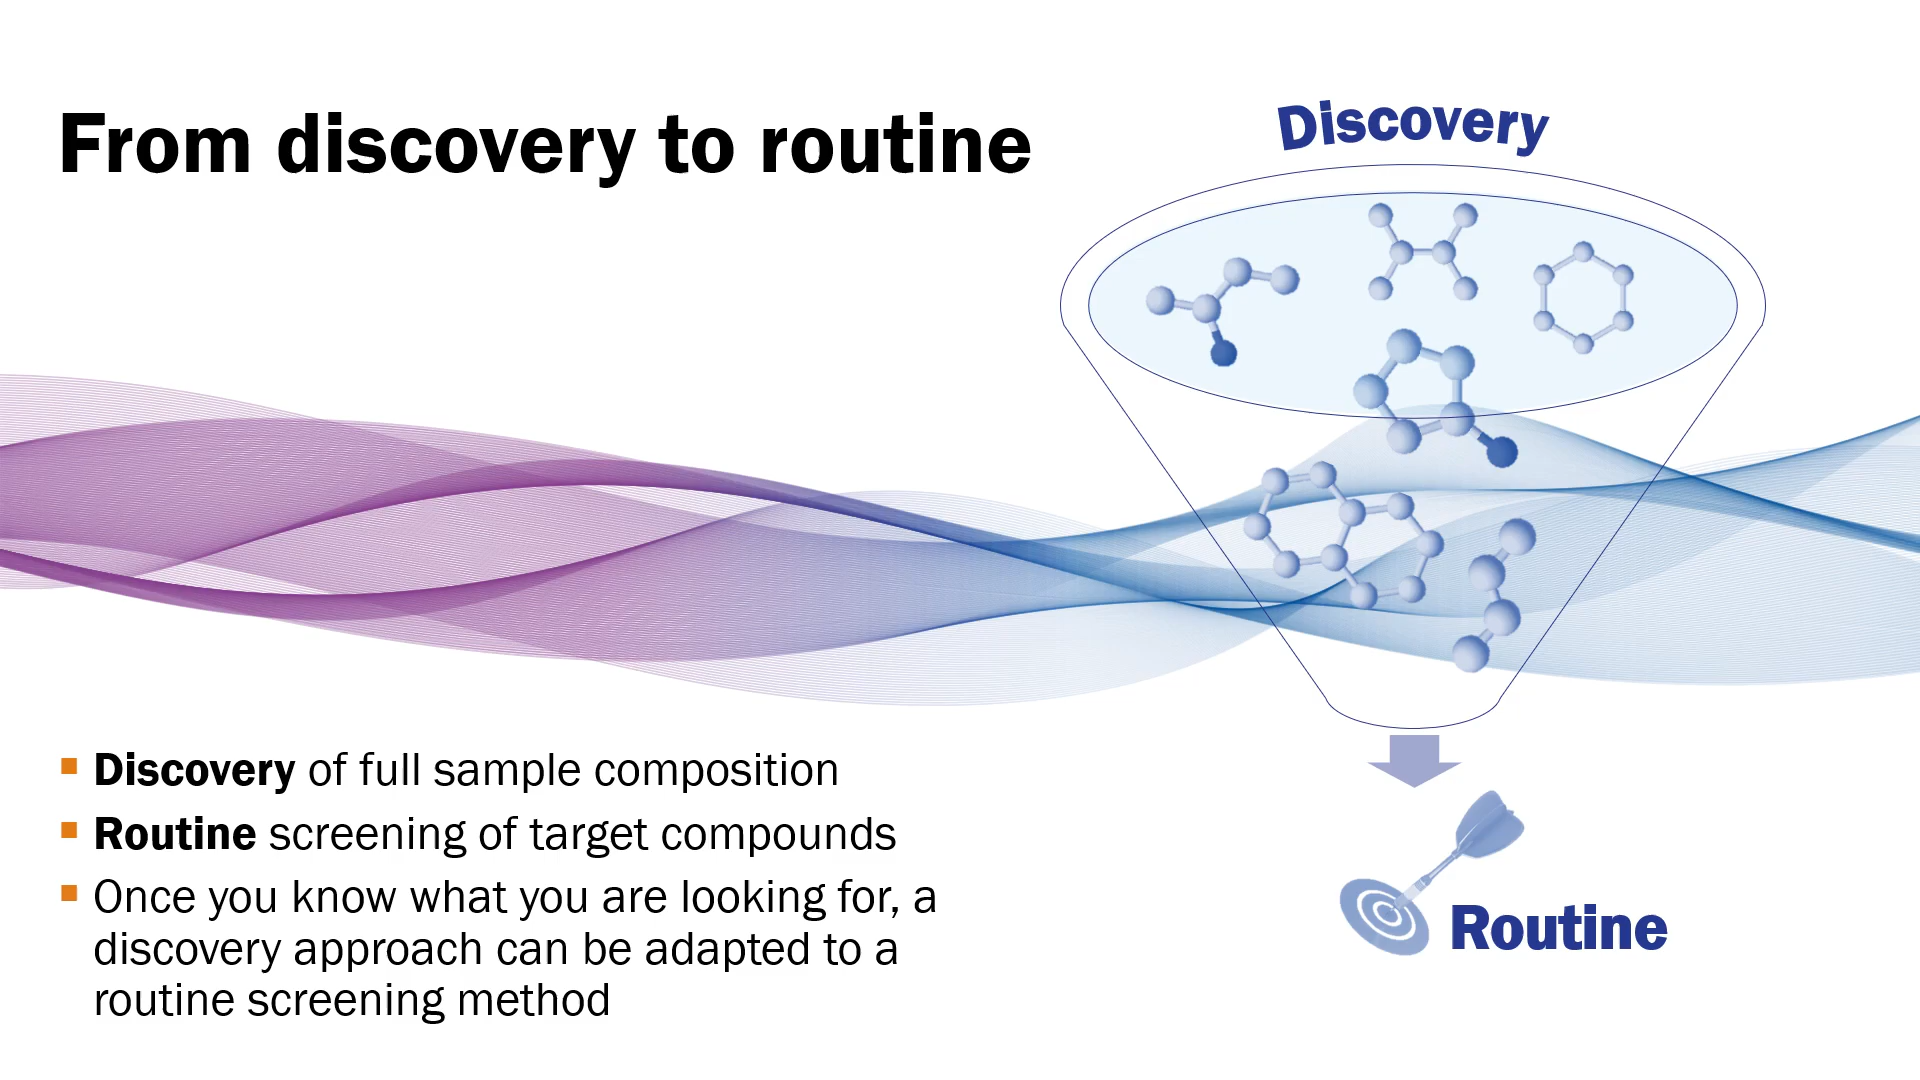 From discovery to routine
Discovery
Discovery of full sample composition
Routine screening of target compounds
Once you know what you are looking for, a
discovery approach can be adapted to a
routine screening method
Routine